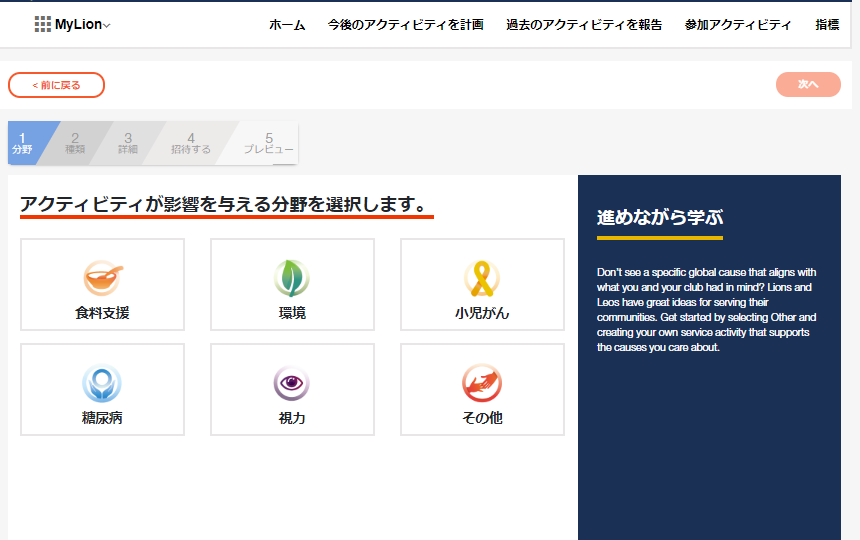 MyLion
ホーム 今後のアクティビティを計画 過去のアクティビティを報告 参加アクティビティ 指標
< 前に戻る
次へ
1 2 3 4 5
分野 種類 詳細 招待する プレビュー
アクティビティが影響を与える分野を選択します。
食料支援 環境 小児がん
糖尿病 視力 その他
進めながら学ぶ
Don't see a specific global cause that aligns with
what you and your club had in mind? Lions and
Leos have great ideas for serving their
communities. Get started by selecting Other and
creating your own service activity that supports
the causes you care about.